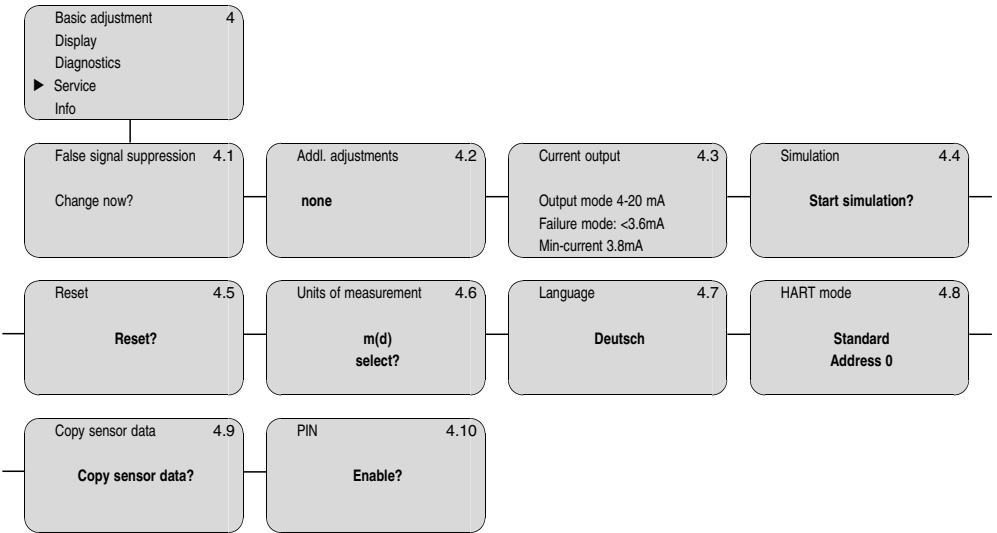 Basic adjustment 4
Display
Diagnostics
▶ Service
Info
False signal suppression 4.1
Change now?
Addl. adjustments 4.2
none
Current output 4.3
Output mode 4-20 mA
Failure mode: <3.6mA
Min-current 3.8mA
Simulation 4.4
Start simulation?
Reset 4.5
Reset?
Units of measurement 4.6
m(d)
select?
Language 4.7
Deutsch
HART mode 4.8
Standard
Address 0
Copy sensor data 4.9
Copy sensor data?
PIN 4.10
Enable?